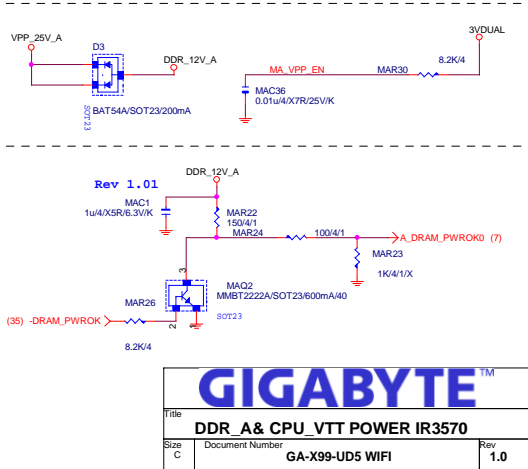 VPP_25V_A
D3
DDR_12V_A
SOT23
BAT54A/SOT23/200mA
3VDUAL
8.2K/4
MA_VPP_EN
MAR30
MAC36
0.01u/4/X7R/25V/K
Rev 1.01
DDR_12V_A
MAC1
1u/4/X5R/6.3V/K
MAR22
150/4/1
MAR24
100/4/1
A_DRAM_PWROK0 (7)
MAR23
1K/4/1/X
3
MAQ2
MMBT2222A/SOT23/600mA/40
SOT23
MAR26
(35) -DRAM_PWROK
2
8.2K/4
GIGABYTE TM
Title
DDR_A& CPU_VTT POWER IR3570
Size
C
Document Number
GA-X99-UD5 WIFI
Rev
1.0